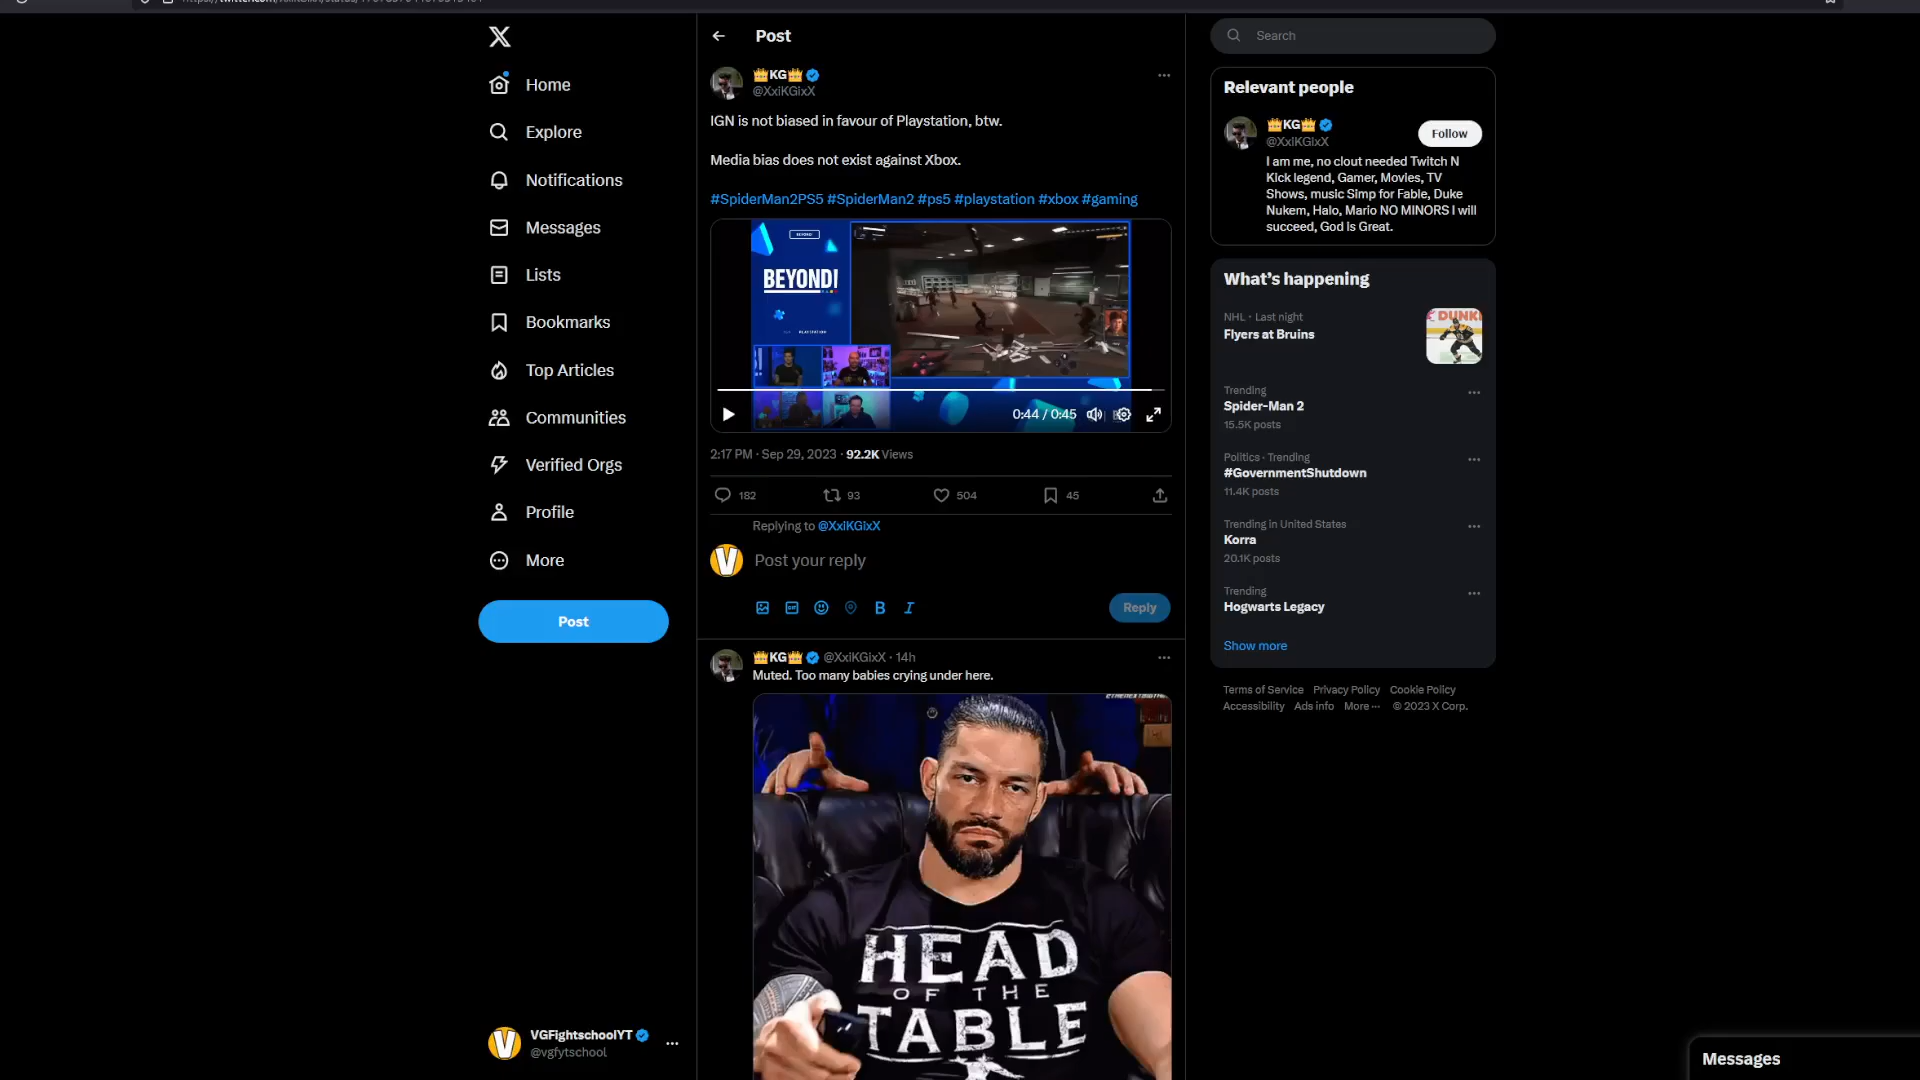 Home
Explore
Notifications
Messages
Lists
Bookmarks
Top Articles
Communities
Verified Orgs
Profile
More
Post
VGFightschoolYT
@vgfytschool
Post
👑KG👑
@XxiKGixX
IGN is not biased in favour of Playstation, btw.
Media bias does not exist against Xbox.
#SpiderMan2PS5 #SpiderMan2 #ps5 #playstation #xbox #gaming
BEYOND!
BEYOND!
PLAYSTATION
0:44 / 0:45
2:17 PM · Sep 29, 2023 · 92.2K Views
182 93 504 45
Replying to @XxiKGixX
Post your reply
B I
Reply
👑KG👑 @XxiKGixX · 14h
Muted. Too many babies crying under here.
HEAD
OF THE
TABLE
Search
Relevant people
👑KG👑
@XxiKGixX
Follow
I am me, no clout needed Twitch N
Kick legend, Gamer, Movies, TV
Shows, music Simp for Fable, Duke
Nukem, Halo, Mario NO MINORS I will
succeed, God Is Great.
What's happening
NHL · Last night
Flyers at Bruins
Trending
Spider-Man 2
15.5K posts
Politics · Trending
#GovernmentShutdown
11.4K posts
Trending in United States
Korra
20.1K posts
Trending
Hogwarts Legacy
Show more
Terms of Service Privacy Policy Cookie Policy
Accessibility Ads info More ··· © 2023 X Corp.
Messages